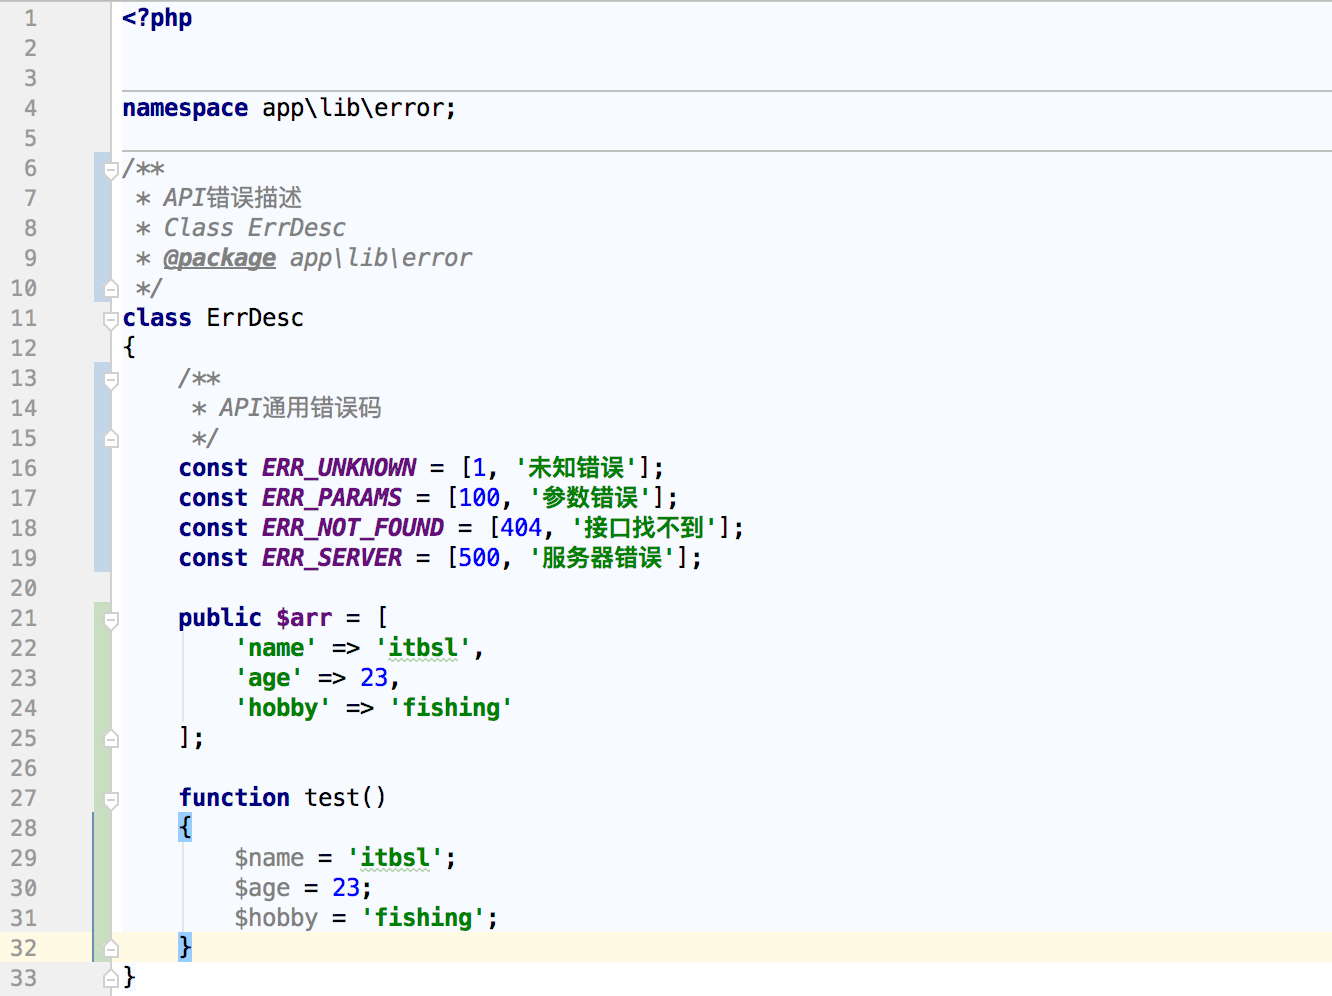 1 <?php
2
3
4 namespace app\lib\error;
5
6 /**
7  * API错误描述
8  * Class ErrDesc
9  * @package app\lib\error
10  */
11 class ErrDesc
12 {
13     /**
14      * API通用错误码
15      */
16     const ERR_UNKNOWN = [1, '未知错误'];
17     const ERR_PARAMS = [100, '参数错误'];
18     const ERR_NOT_FOUND = [404, '接口找不到'];
19     const ERR_SERVER = [500, '服务器错误'];
20
21     public $arr = [
22         'name' => 'itbsl',
23         'age' => 23,
24         'hobby' => 'fishing'
25     ];
26
27     function test()
28     {
29         $name = 'itbsl';
30         $age = 23;
31         $hobby = 'fishing';
32     }
33 }